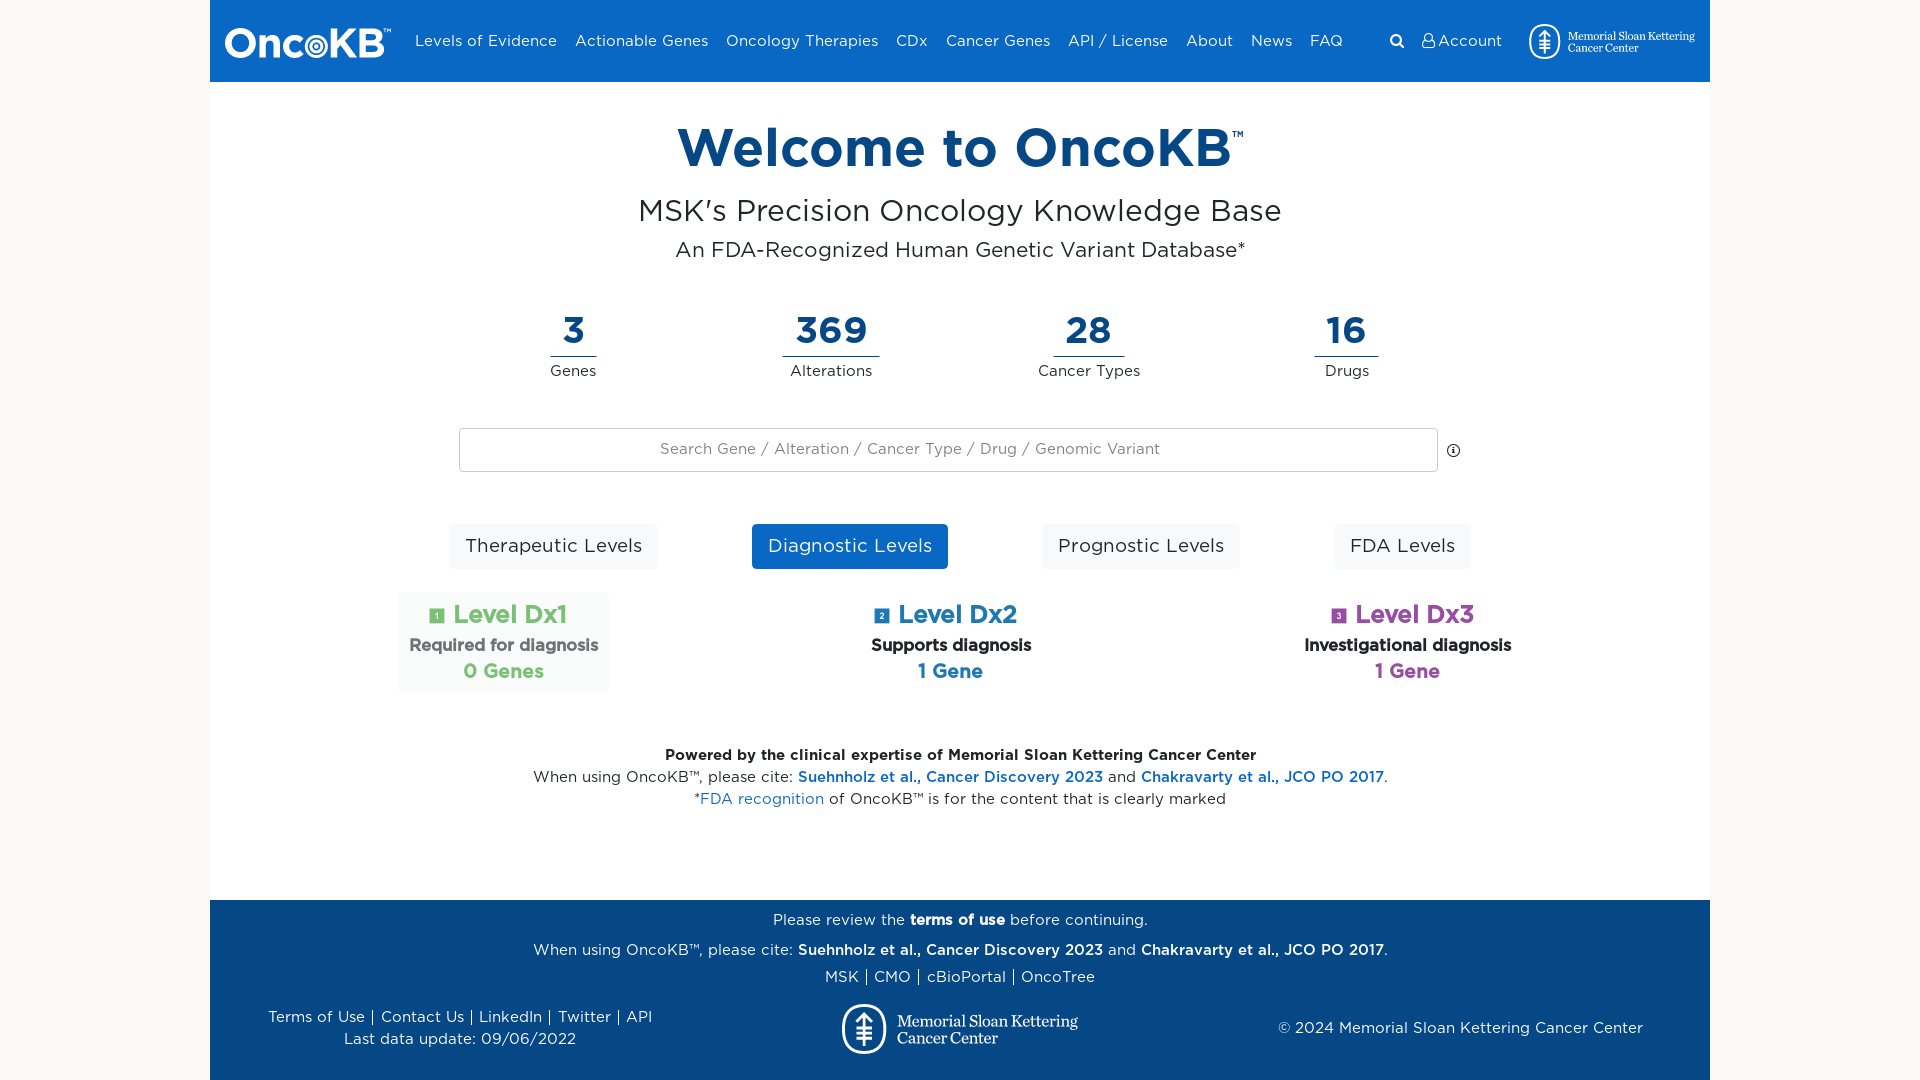 OncoKB™ Levels of Evidence Actionable Genes Oncology Therapies CDx Cancer Genes API / License About News FAQ Account Memorial Sloan Kettering
Cancer Center
Welcome to OncoKB™
MSK's Precision Oncology Knowledge Base
An FDA-Recognized Human Genetic Variant Database*
3 369 28 16
Genes Alterations Cancer Types Drugs
Search Gene / Alteration / Cancer Type / Drug / Genomic Variant
Therapeutic Levels Diagnostic Levels Prognostic Levels FDA Levels
1 Level Dx1
Required for diagnosis
0 Genes
2 Level Dx2
Supports diagnosis
1 Gene
3 Level Dx3
Investigational diagnosis
1 Gene
Powered by the clinical expertise of Memorial Sloan Kettering Cancer Center
When using OncoKB™, please cite: Suehnholz et al., Cancer Discovery 2023 and Chakravarty et al., JCO PO 2017.
*FDA recognition of OncoKB™ is for the content that is clearly marked
Please review the terms of use before continuing.
When using OncoKB™, please cite: Suehnholz et al., Cancer Discovery 2023 and Chakravarty et al., JCO PO 2017.
MSK | CMO | cBioPortal | OncoTree
Terms of Use | Contact Us | LinkedIn | Twitter | API
Last data update: 09/06/2022
Memorial Sloan Kettering
Cancer Center
© 2024 Memorial Sloan Kettering Cancer Center